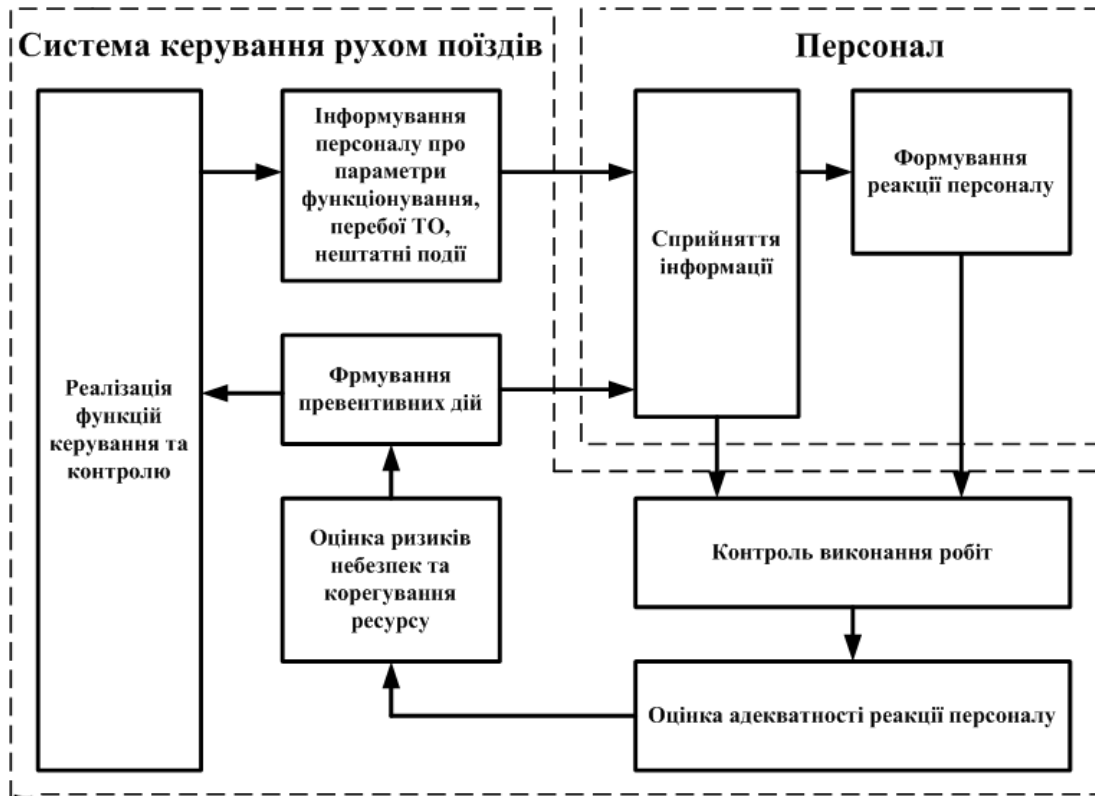 Система керування рухом поїздів
Персонал
Інформування
персоналу про
параметри
функціонування,
перебої ТО,
нештатні події
Сприйняття
інформації
Формування
реакції персоналу
Реалізація
функцій
керування та
контролю
Фрмування
превентивних дій
Оцінка ризиків
небезпек та
корегування
ресурсу
Контроль виконання робіт
Оцінка адекватності реакції персоналу